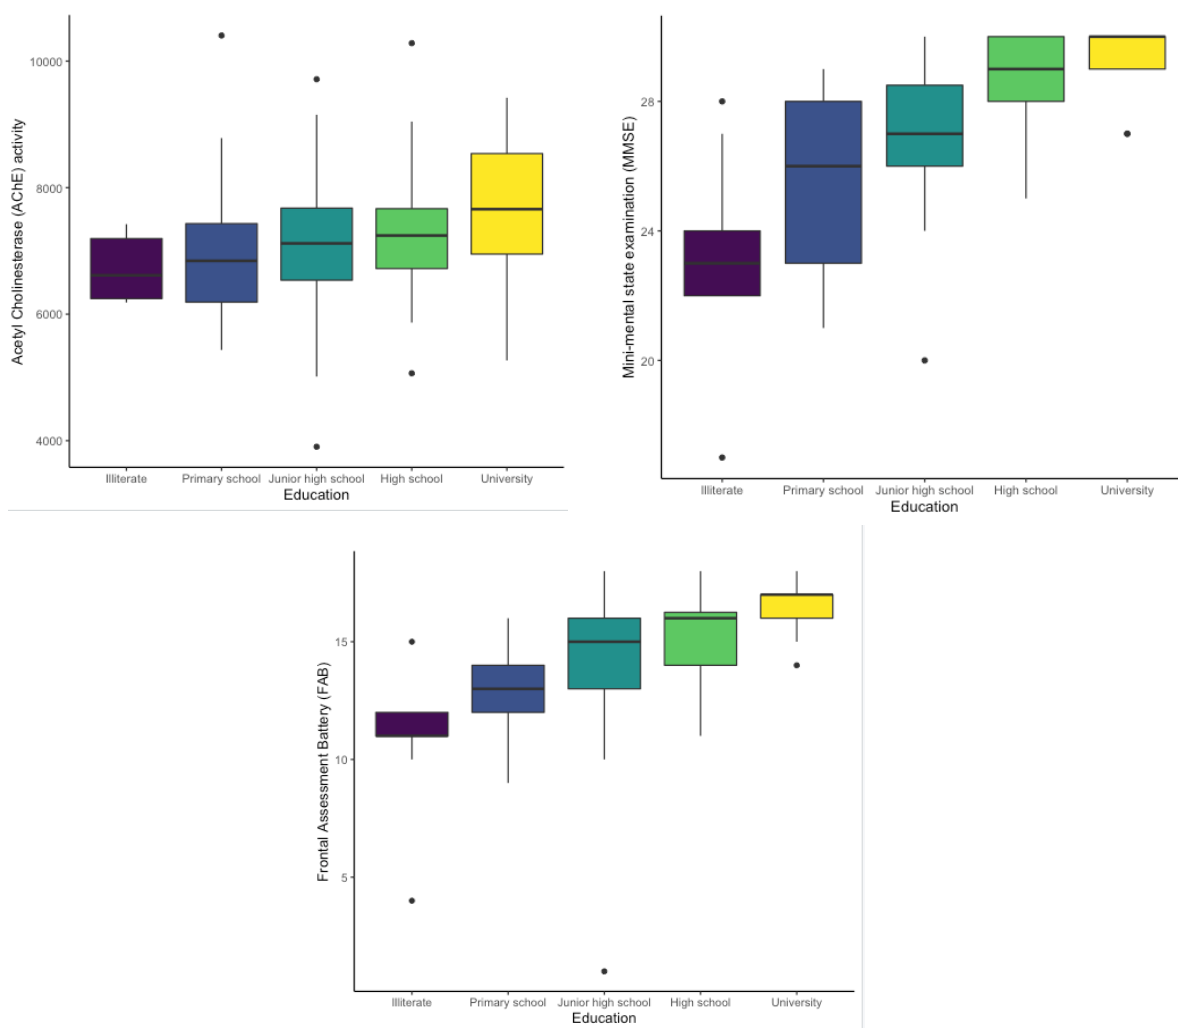 Acetyl Cholinesterase (AChE) activity
10000
8000
6000
4000
Illiterate Primary school Junior high school High school University
Education
Mini-mental state examination (MMSE)
28
24
20
Illiterate Primary school Junior high school High school University
Education
Frontal Assessment Battery (FAB)
15
10
5
Illiterate Primary school Junior high school High school University
Education